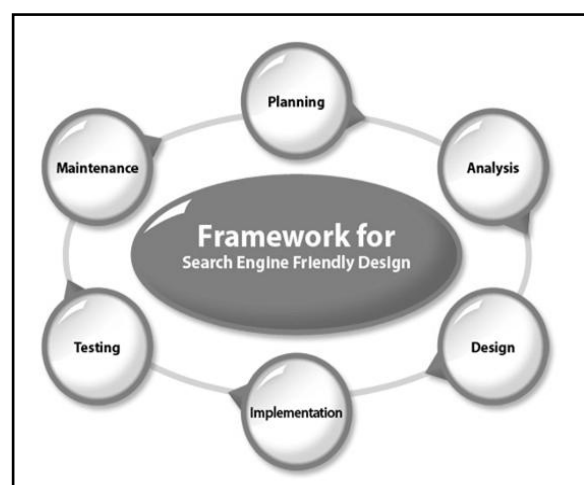 Planning
Maintenance
Analysis
Framework for
Search Engine Friendly Design
Testing
Design
Implementation